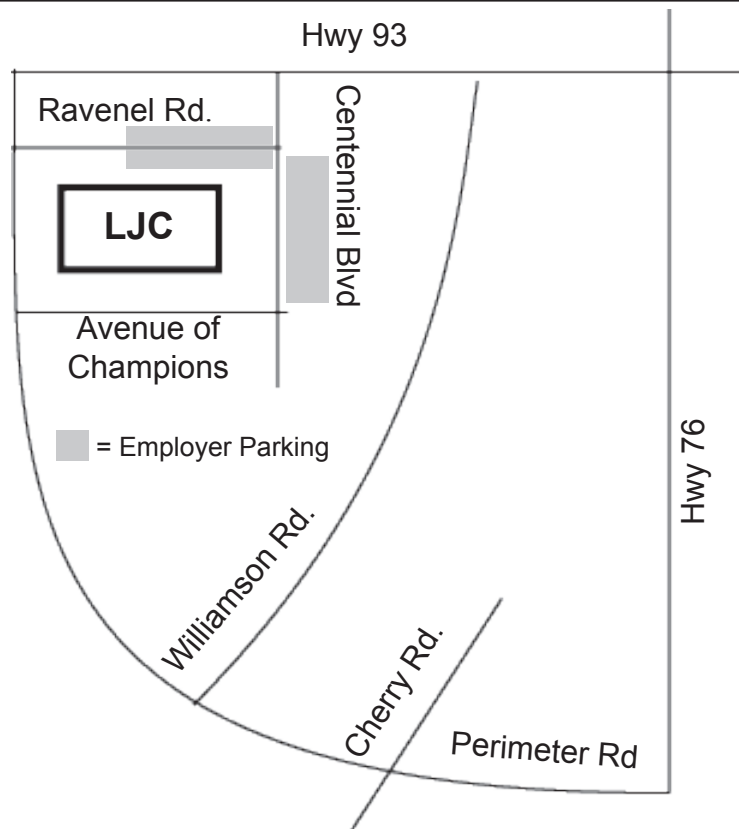 Hwy 93
Ravenel Rd.
Centennial Blvd
LJC
Avenue of
Champions
= Employer Parking
Hwy 76
Williamson Rd.
Cherry Rd.
Perimeter Rd